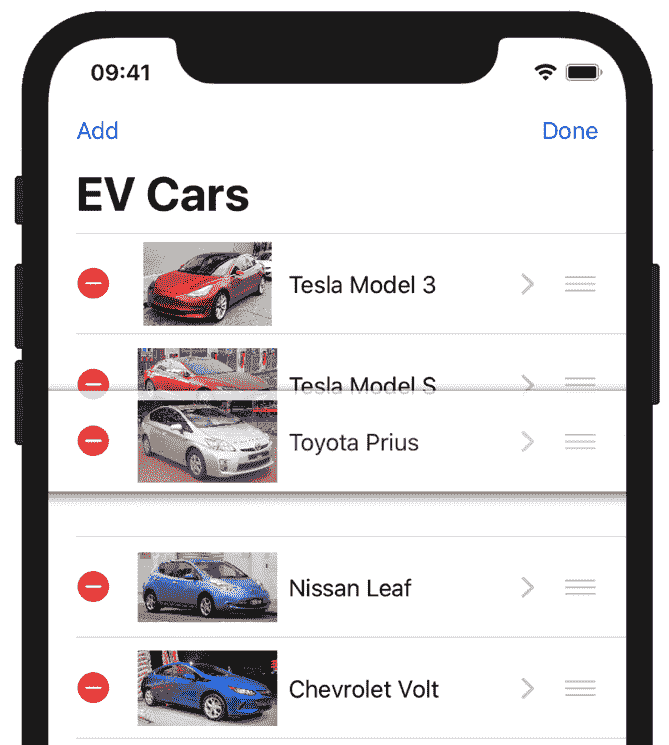 09:41
Add Done
EV Cars
Tesla Model 3
Tesla Model S
Toyota Prius
Nissan Leaf
Chevrolet Volt